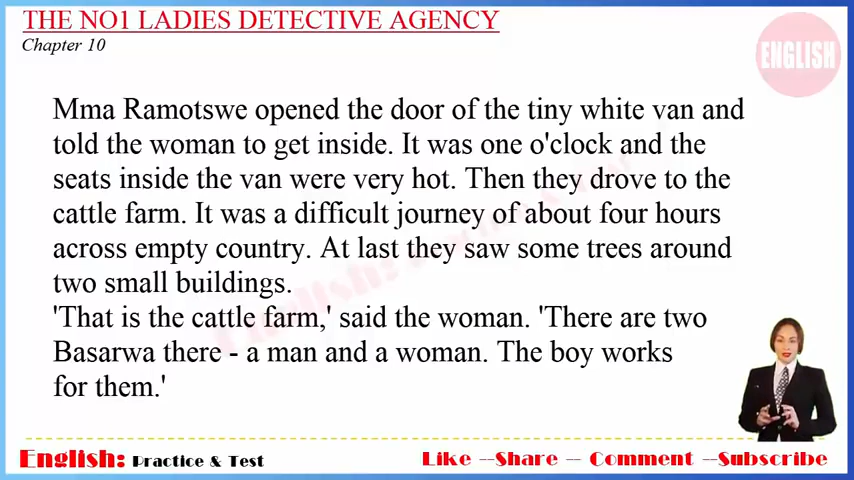 THE NO1 LADIES DETECTIVE AGENCY
Chapter 10
ENGLISH
Mma Ramotswe opened the door of the tiny white van and
told the woman to get inside. It was one o'clock and the
seats inside the van were very hot. Then they drove to the
cattle farm. It was a difficult journey of about four hours
across empty country. At last they saw some trees around
two small buildings.
'That is the cattle farm,' said the woman. 'There are two
Basarwa there - a man and a woman. The boy works
for them.'
English: Practice & Test
Like --Share -- Comment --Subscribe